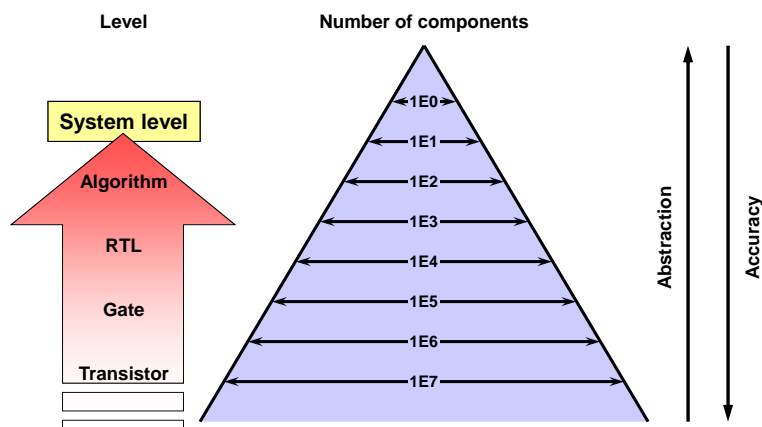 Level
Number of components
System level
Algorithm
RTL
Gate
Transistor
1E0
1E1
1E2
1E3
1E4
1E5
1E6
1E7
Abstraction
Accuracy